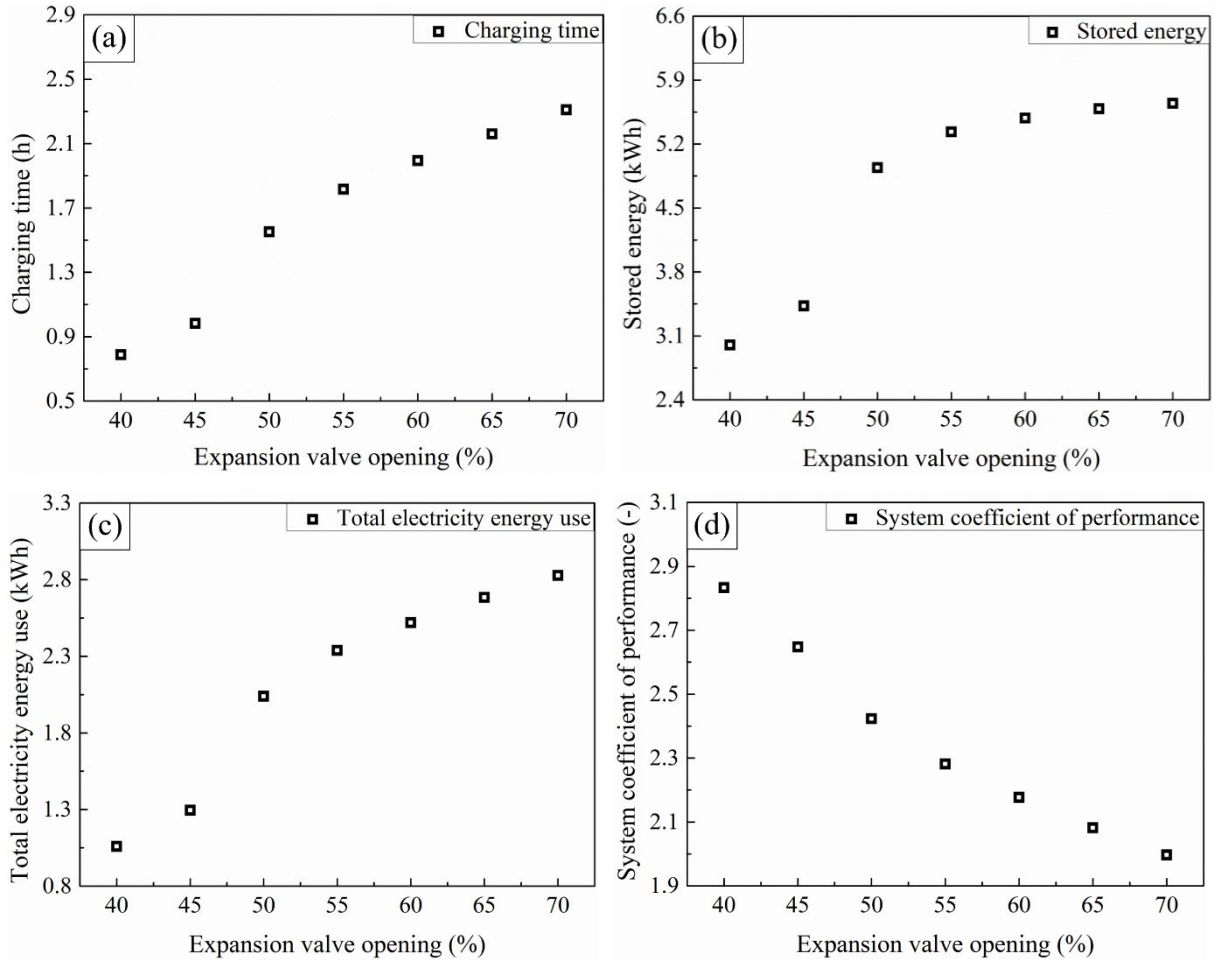 (a)
Charging time
Charging time (h)
2.9
2.5
2.1
1.7
1.3
0.9
0.5
40 45 50 55 60 65 70
Expansion valve opening (%)
(b)
Stored energy
Stored energy (kWh)
6.6
5.9
5.2
4.5
3.8
3.1
2.4
40 45 50 55 60 65 70
Expansion valve opening (%)
(c)
Total electricity energy use
Total electricity energy use (kWh)
3.3
2.8
2.3
1.8
1.3
0.8
40 45 50 55 60 65 70
Expansion valve opening (%)
(d)
System coefficient of performance
System coefficient of performance (-)
3.1
2.9
2.7
2.5
2.3
2.1
1.9
40 45 50 55 60 65 70
Expansion valve opening (%)